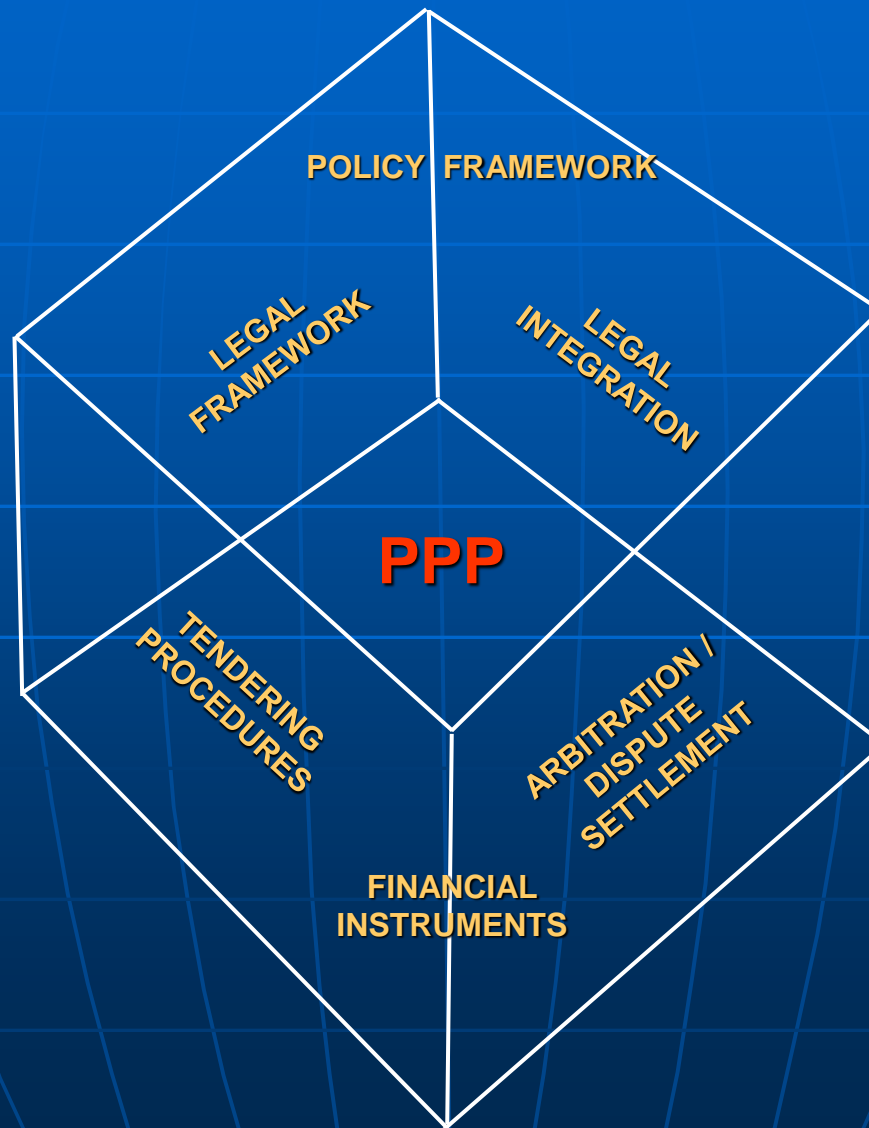 POLICY FRAMEWORK
LEGAL
FRAMEWORK
LEGAL
INTEGRATION
PPP
TENDERING
PROCEDURES
ARBITRATION /
DISPUTE
SETTLEMENT
FINANCIAL
INSTRUMENTS